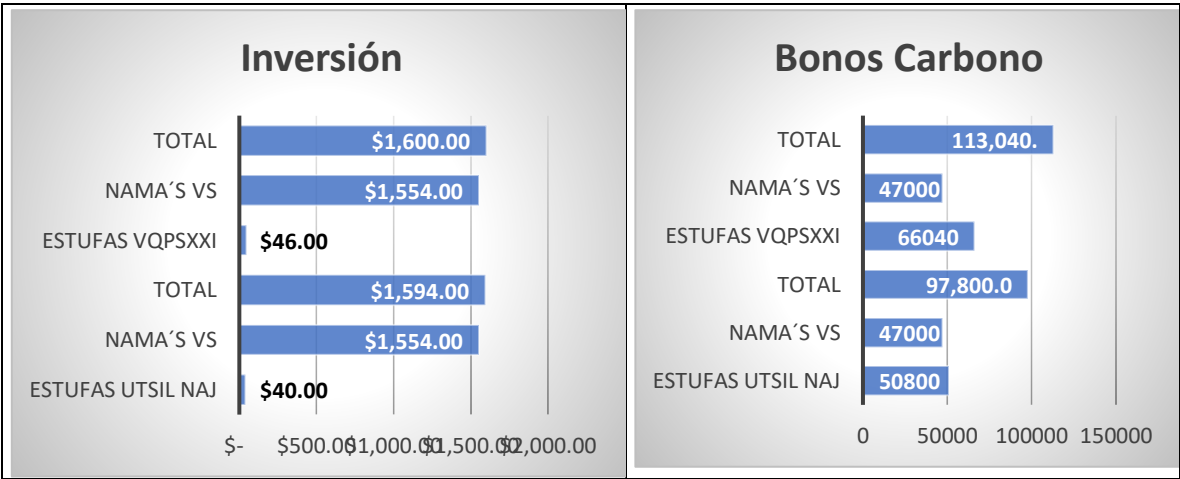 Inversión
TOTAL $1,600.00
NAMA´S VS $1,554.00
ESTUFAS VQPSXXI $46.00
TOTAL $1,594.00
NAMA´S VS $1,554.00
ESTUFAS UTSIL NAJ $40.00
$- $500.00 $1,000.00 $1,500.00 $2,000.00
Bonos Carbono
TOTAL 113,040.
NAMA´S VS 47000
ESTUFAS VQPSXXI 66040
TOTAL 97,800.0
NAMA´S VS 47000
ESTUFAS UTSIL NAJ 50800
0 50000 100000 150000